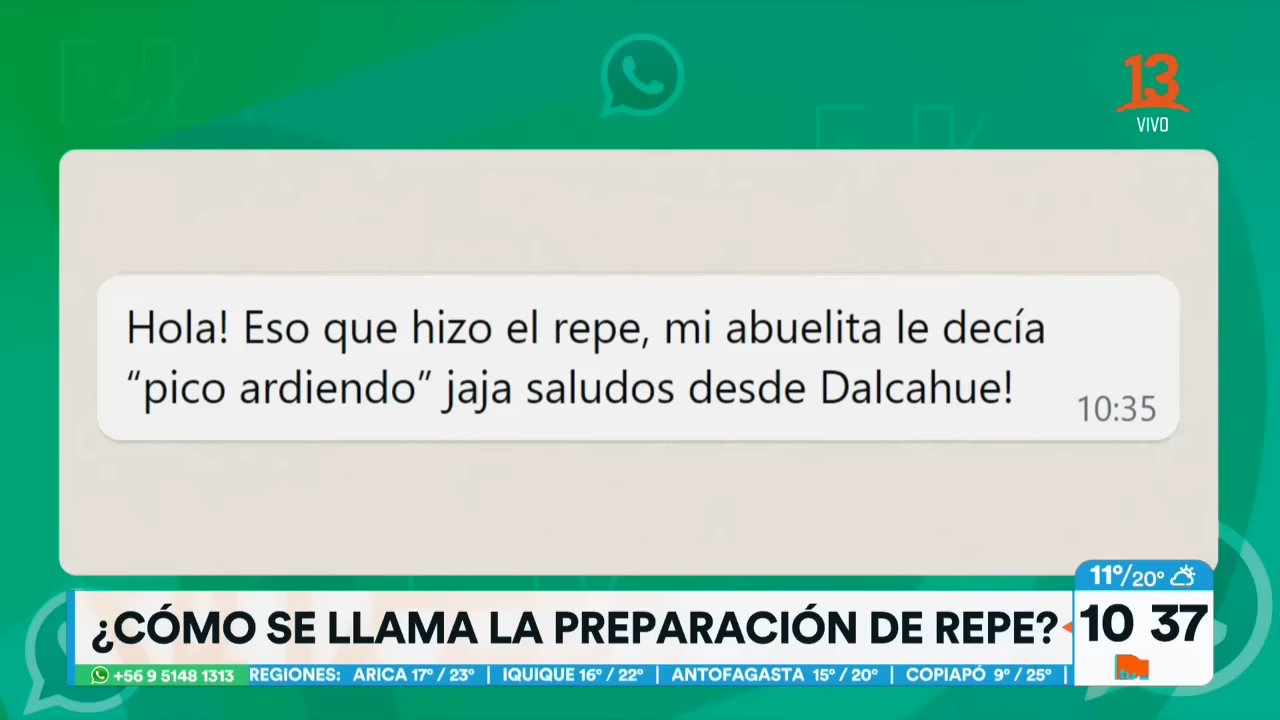 13
VIVO
Hola! Eso que hizo el repe, mi abuelita le decía
“pico ardiendo” jaja saludos desde Dalcahue!
10:35
11°/20°
¿CÓMO SE LLAMA LA PREPARACIÓN DE REPE?
10 37
+56 9 5148 1313
REGIONES: ARICA 17° / 23° | IQUIQUE 16° / 22° | ANTOFAGASTA 15° / 20° | COPIAPÓ 9° / 25° |